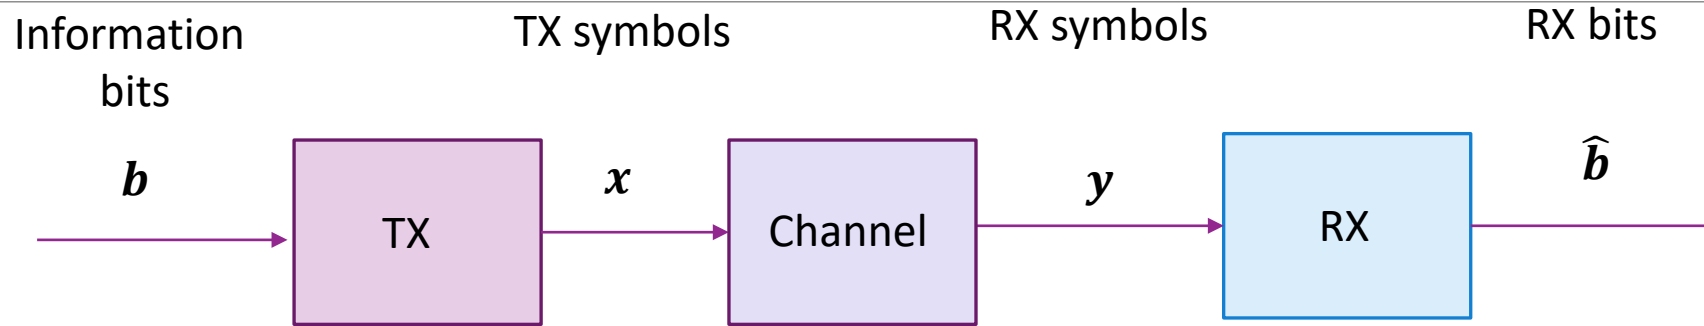 Information
bits
TX symbols
RX symbols
RX bits
b
x
y
b̂
TX
Channel
RX